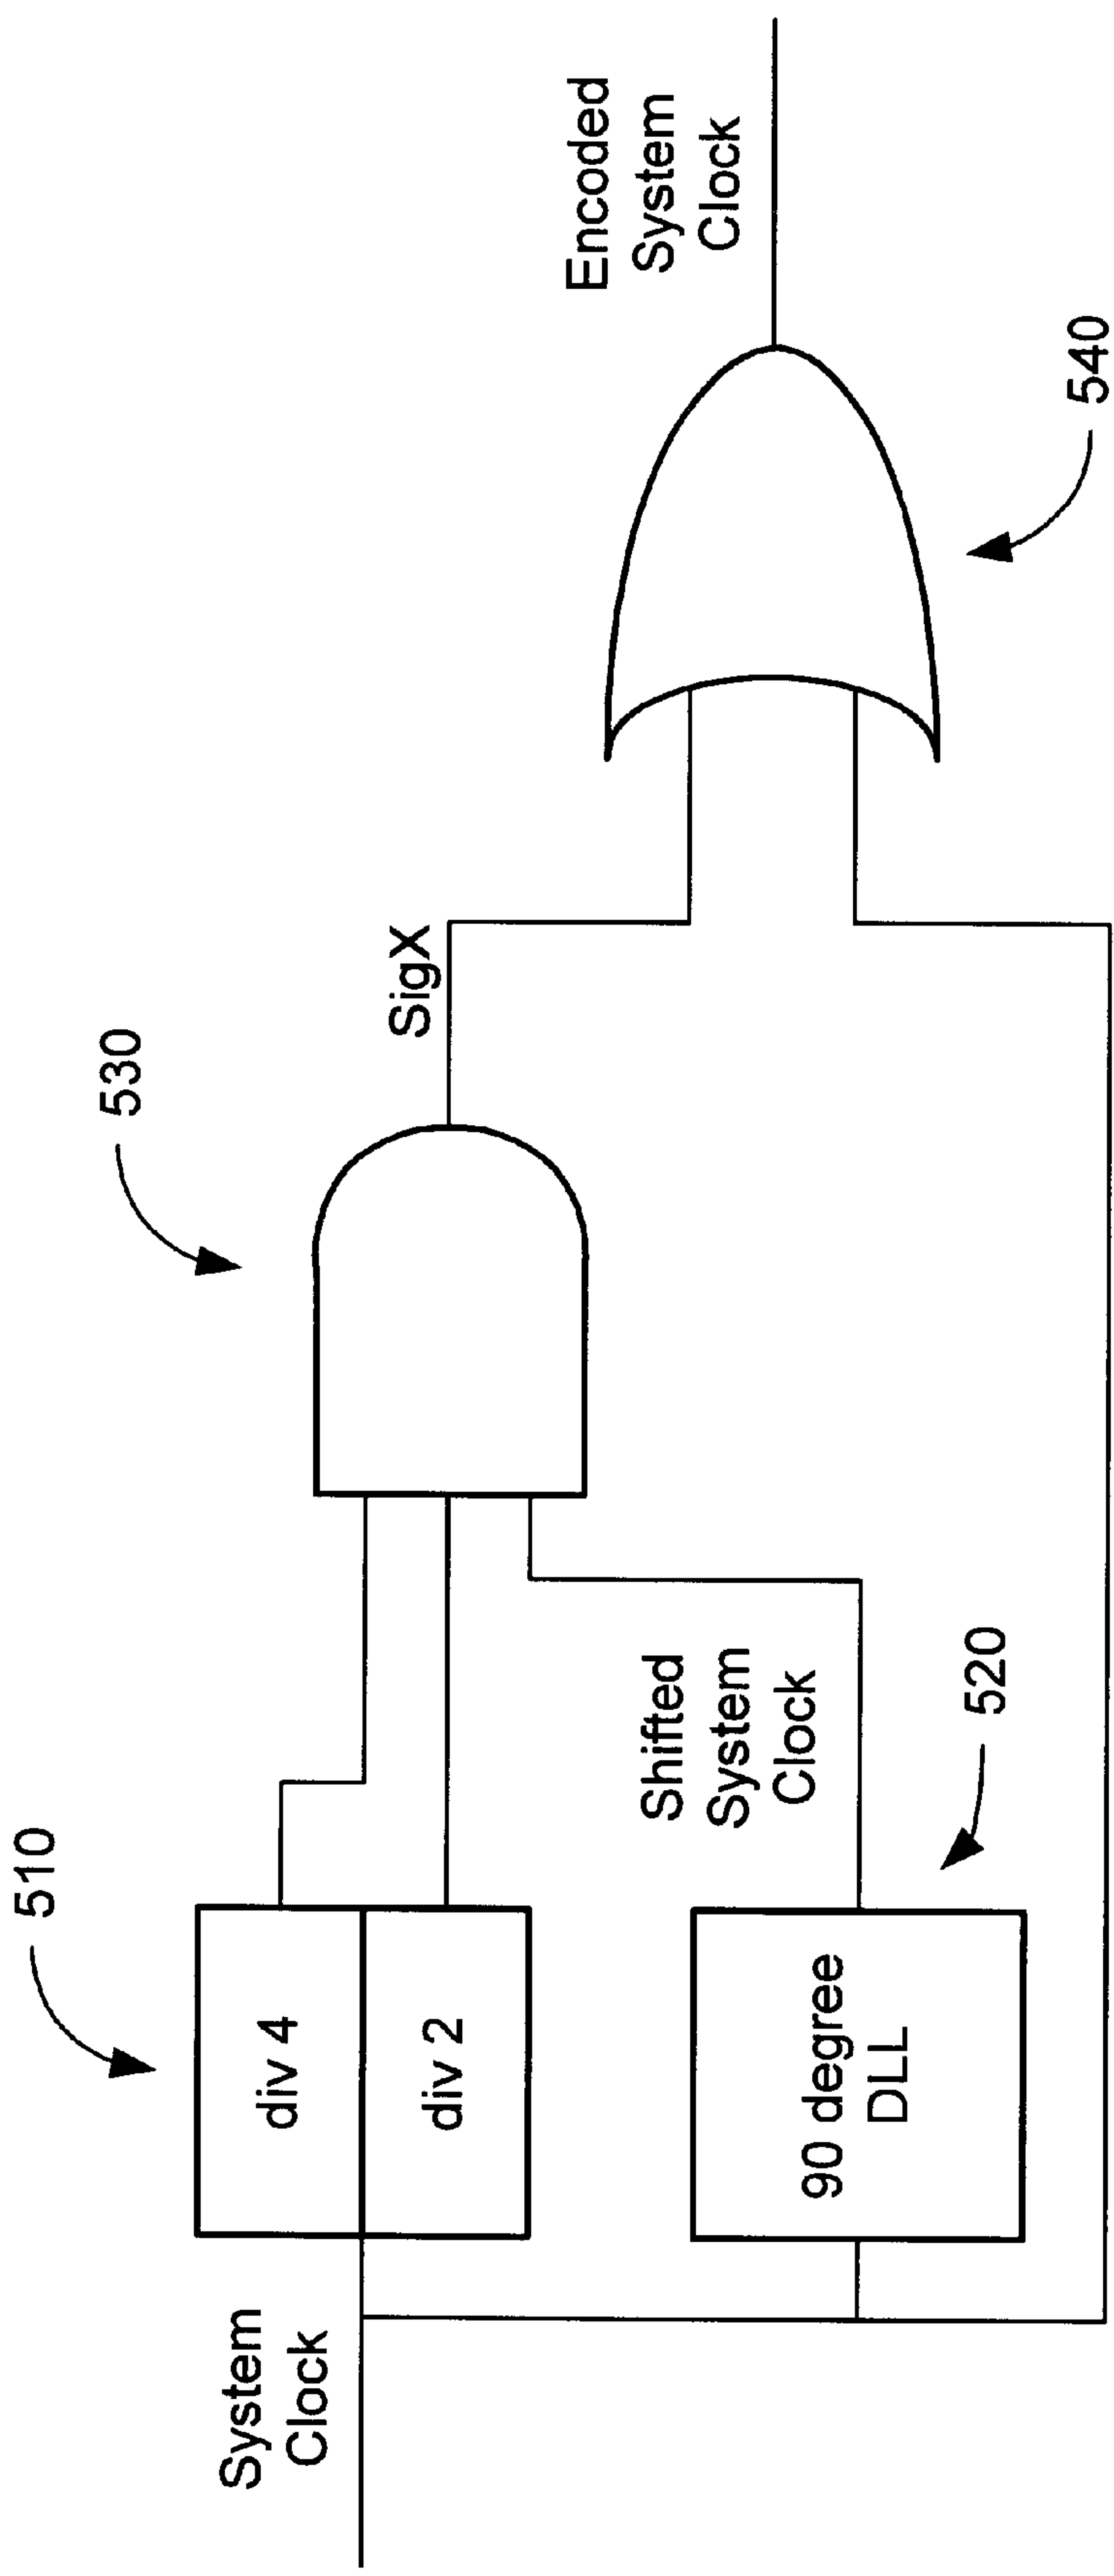 System
Clock
510
div 4
div 2
90 degree
DLL
520
Shifted
System
Clock
530
SigX
540
Encoded
System
Clock